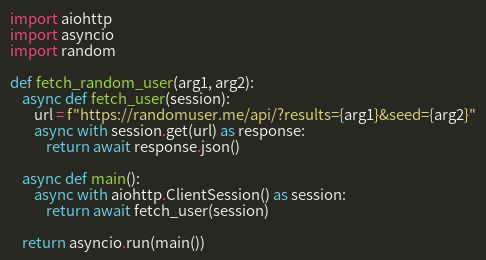 import aiohttp
import asyncio
import random

def fetch_random_user(arg1, arg2):
    async def fetch_user(session):
        url = f"https://randomuser.me/api/?results={arg1}&seed={arg2}"
        async with session.get(url) as response:
            return await response.json()

    async def main():
        async with aiohttp.ClientSession() as session:
            return await fetch_user(session)

    return asyncio.run(main())